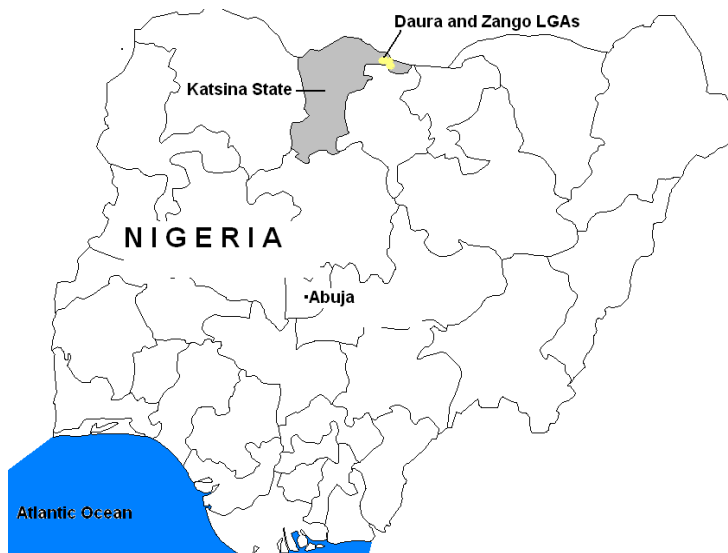 Daura and Zango LGAs
Katsina State
NIGERIA
Abuja
Atlantic Ocean